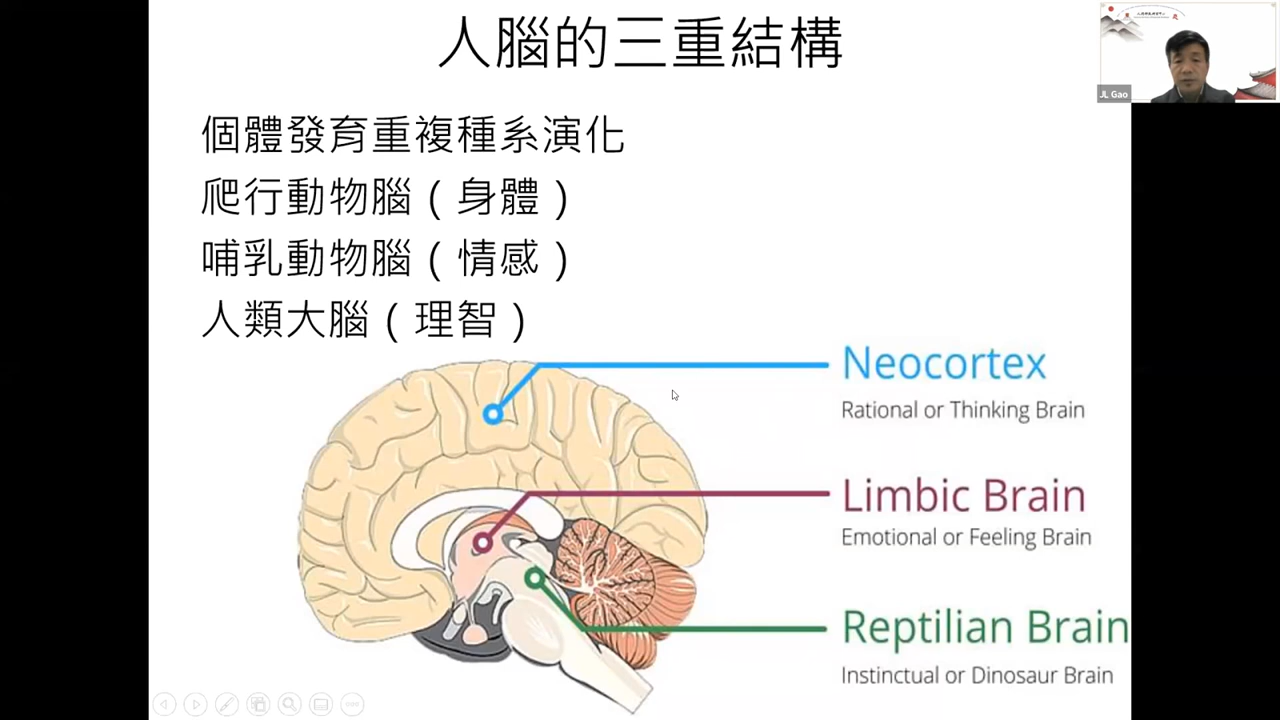 人腦的三重結構
個體發育重複種系演化
爬行動物腦（身體）
哺乳動物腦（情感）
人類大腦（理智）
Neocortex
Rational or Thinking Brain
Limbic Brain
Emotional or Feeling Brain
Reptilian Brain
Instinctual or Dinosaur Brain
JL Gao